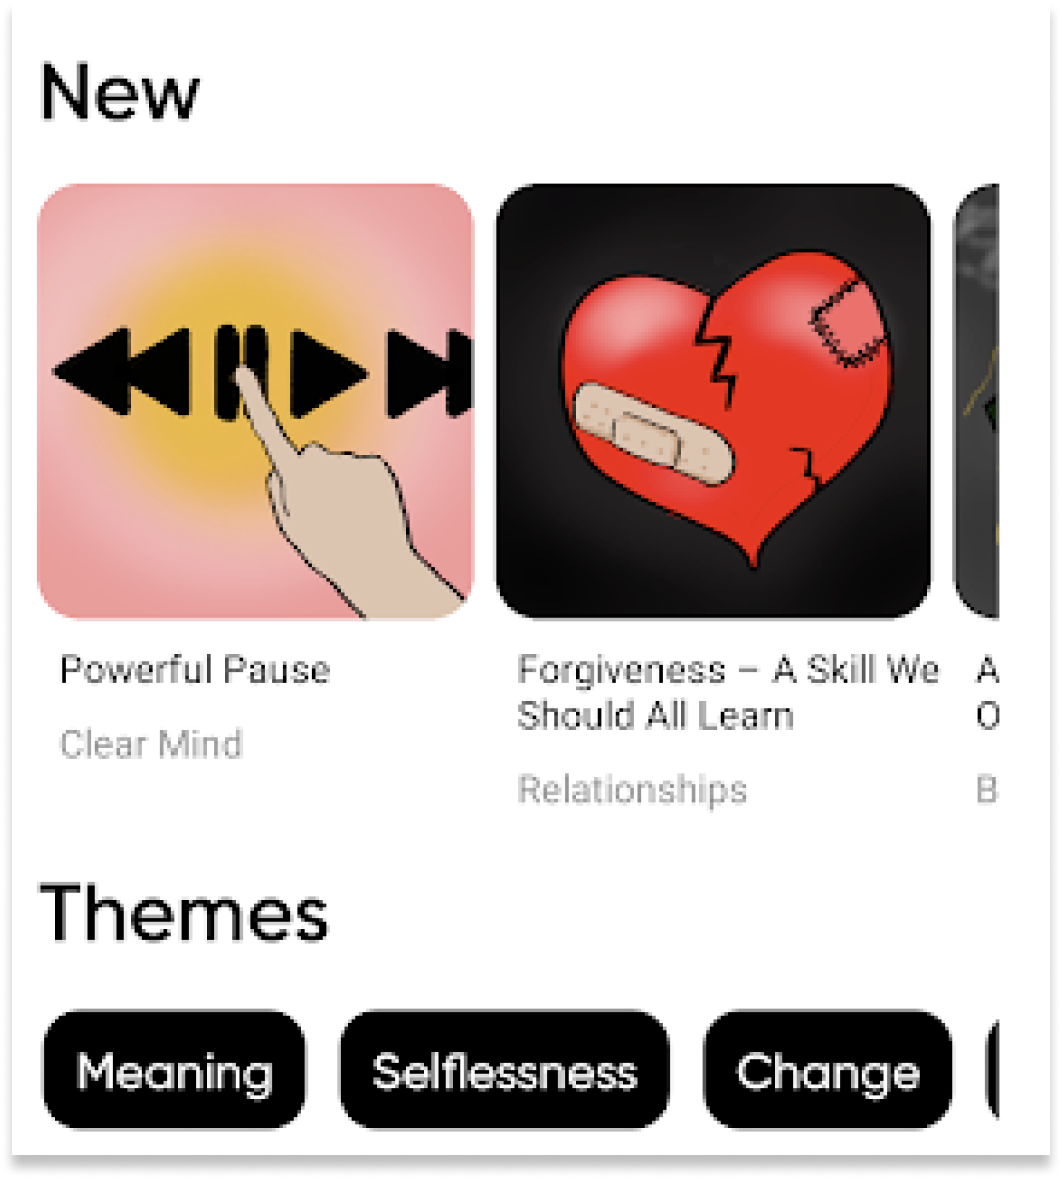 New
Powerful Pause
Clear Mind
Forgiveness – A Skill We
Should All Learn
Relationships
A
O
B
Themes
Meaning
Selflessness
Change